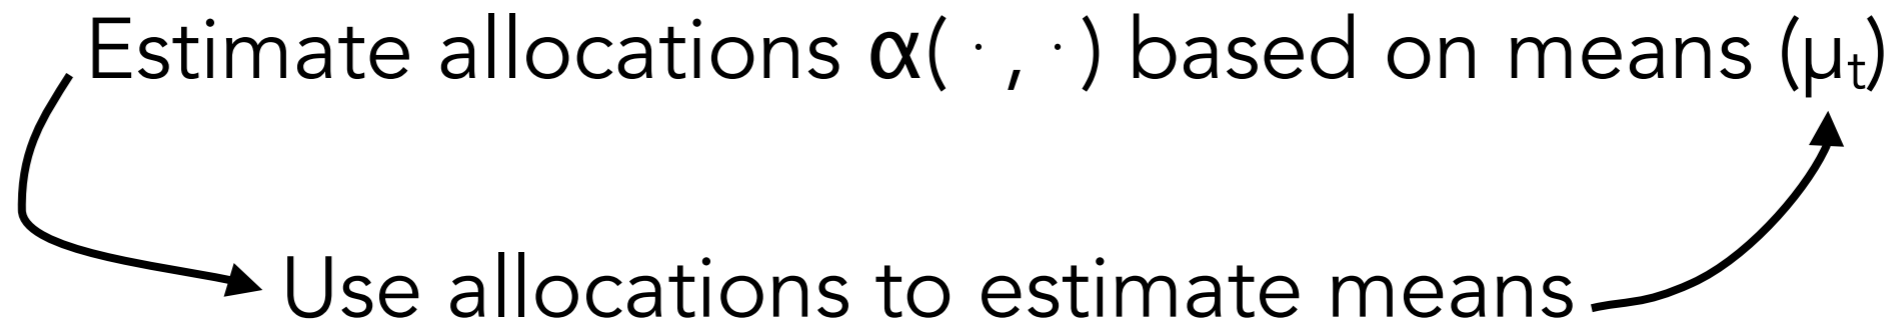 Estimate allocations α( · , · ) based on means (μₜ)
Use allocations to estimate means